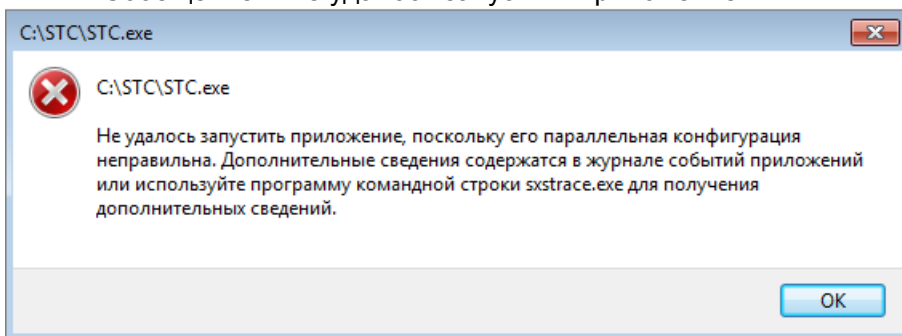 C:\STC\STC.exe
C:\STC\STC.exe
Не удалось запустить приложение, поскольку его параллельная конфигурация
неправильна. Дополнительные сведения содержатся в журнале событий приложений
или используйте программу командной строки sxstrace.exe для получения
дополнительных сведений.
OK